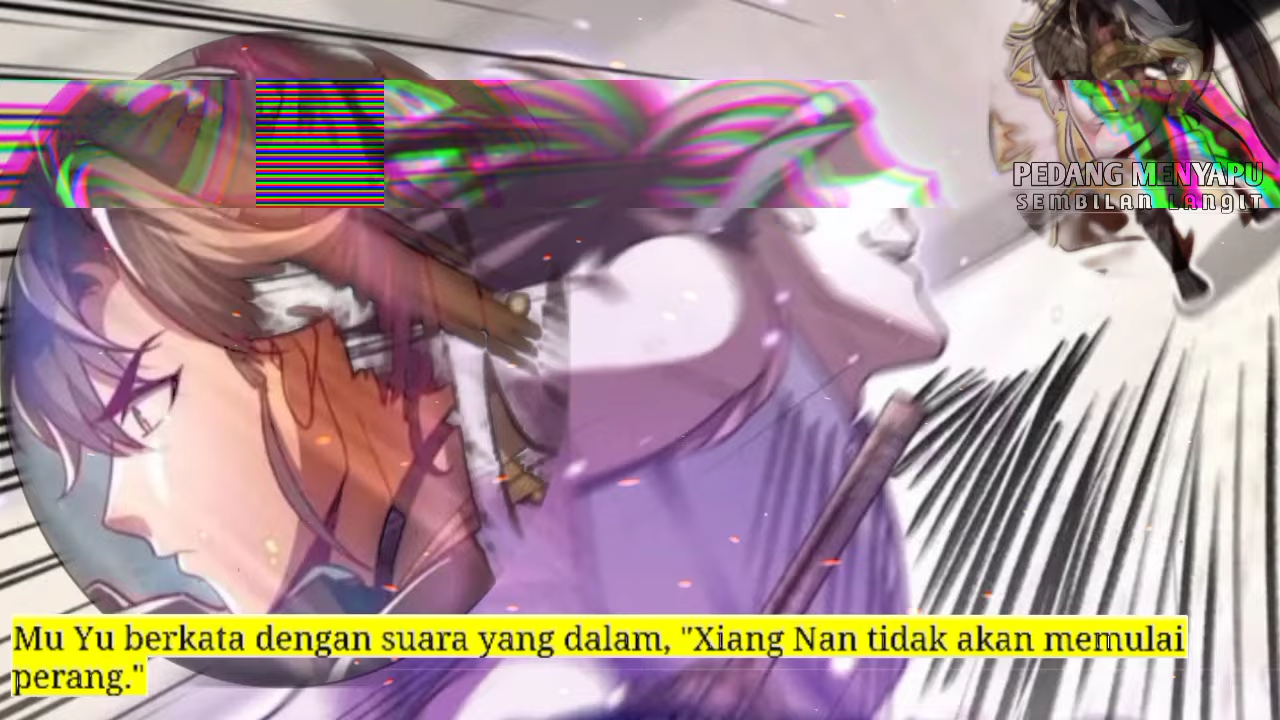 PEDANG MENYAPU
SEMBILAN LANGIT
Mu Yu berkata dengan suara yang dalam, "Xiang Nan tidak akan memulai
perang."